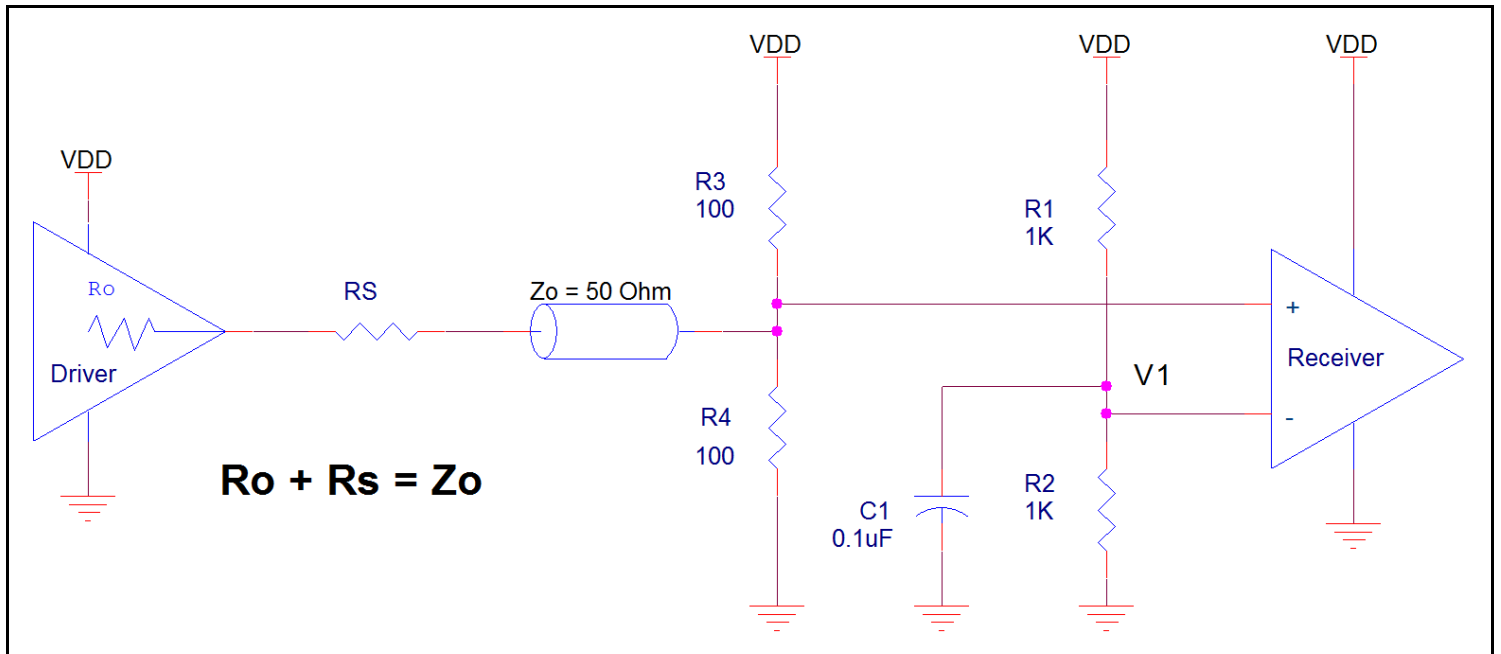 VDD
VDD
VDD
VDD
R3
100
R1
1K
Ro
RS
Zo = 50 Ohm
+
Driver
Receiver
V1
R4
100
-
Ro + Rs = Zo
R2
1K
C1
0.1uF